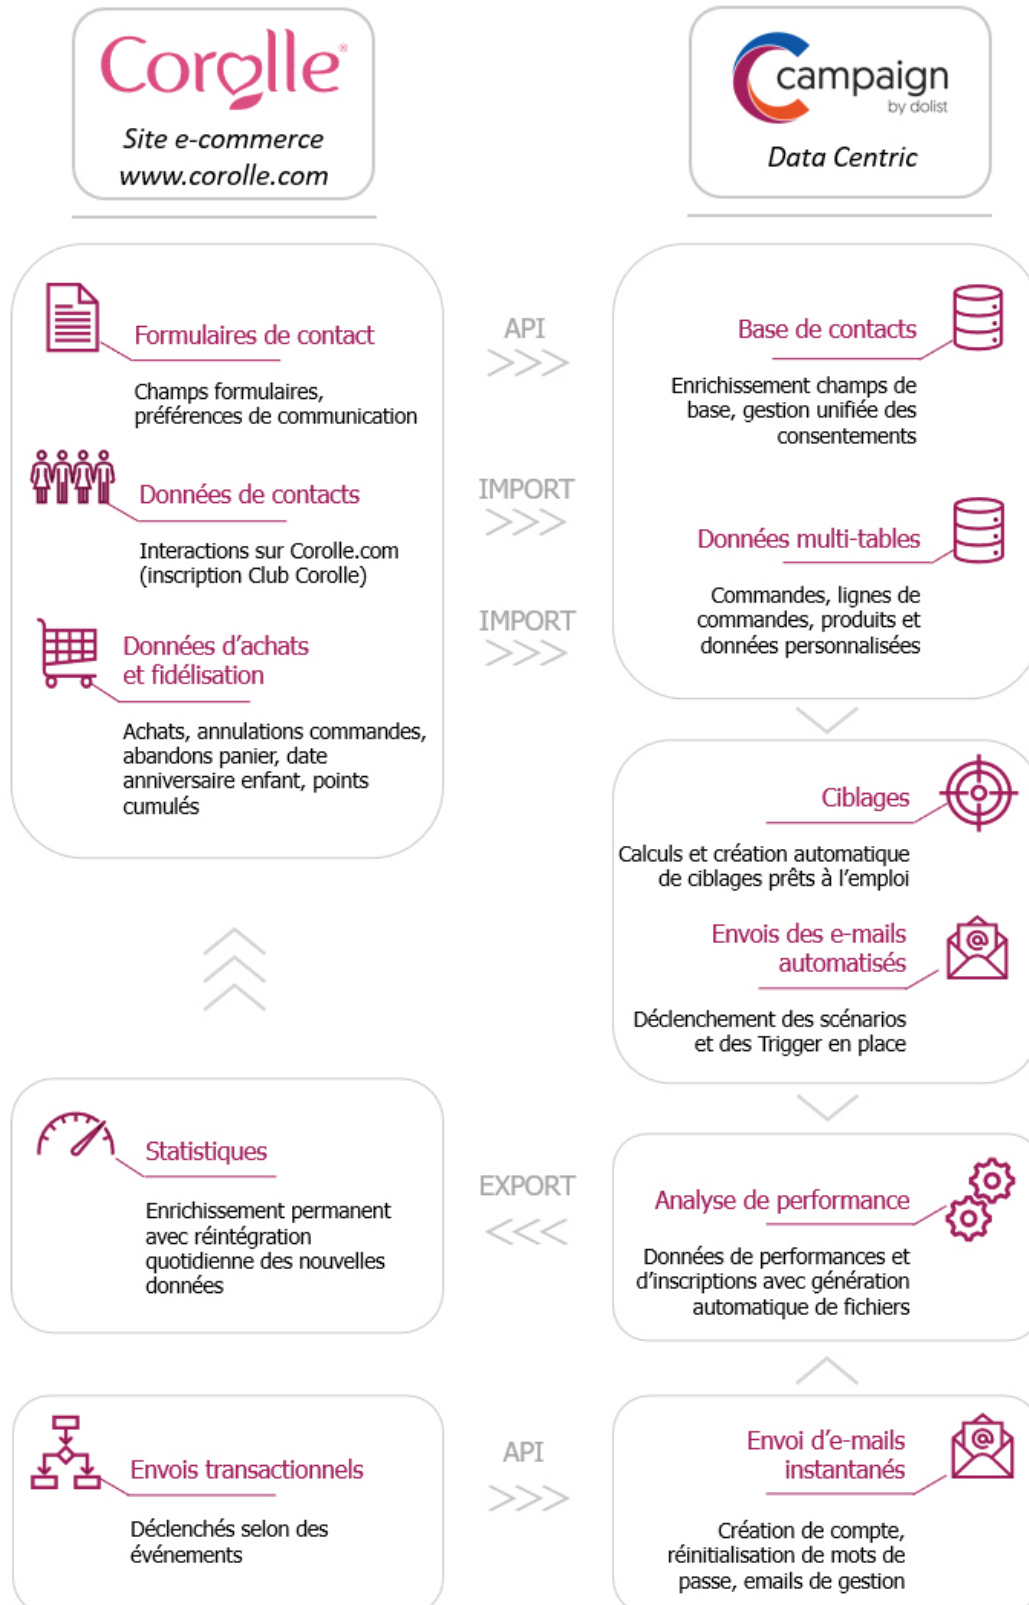 Corolle®
Site e-commerce
www.corolle.com
campaign
by dolist
Data Centric
Formulaires de contact
Champs formulaires,
préférences de communication
API
>>>
Base de contacts
Enrichissement champs de
base, gestion unifiée des
consentements
Données de contacts
Interactions sur Corolle.com
(inscription Club Corolle)
IMPORT
>>>
Données multi-tables
Commandes, lignes de
commandes, produits et
données personnalisées
Données d'achats
et fidélisation
Achats, annulations commandes,
abandons panier, date
anniversaire enfant, points
cumulés
IMPORT
>>>
Ciblages
Calculs et création automatique
de ciblages prêts à l'emploi
Envois des e-mails
automatisés
Déclenchement des scénarios
et des Trigger en place
Statistiques
Enrichissement permanent
avec réintégration
quotidienne des nouvelles
données
EXPORT
<<<
Analyse de performance
Données de performances et
d'inscriptions avec génération
automatique de fichiers
Envois transactionnels
Déclenchés selon des
événements
API
>>>
Envoi d'e-mails
instantanés
Création de compte,
réinitialisation de mots de
passe, emails de gestion